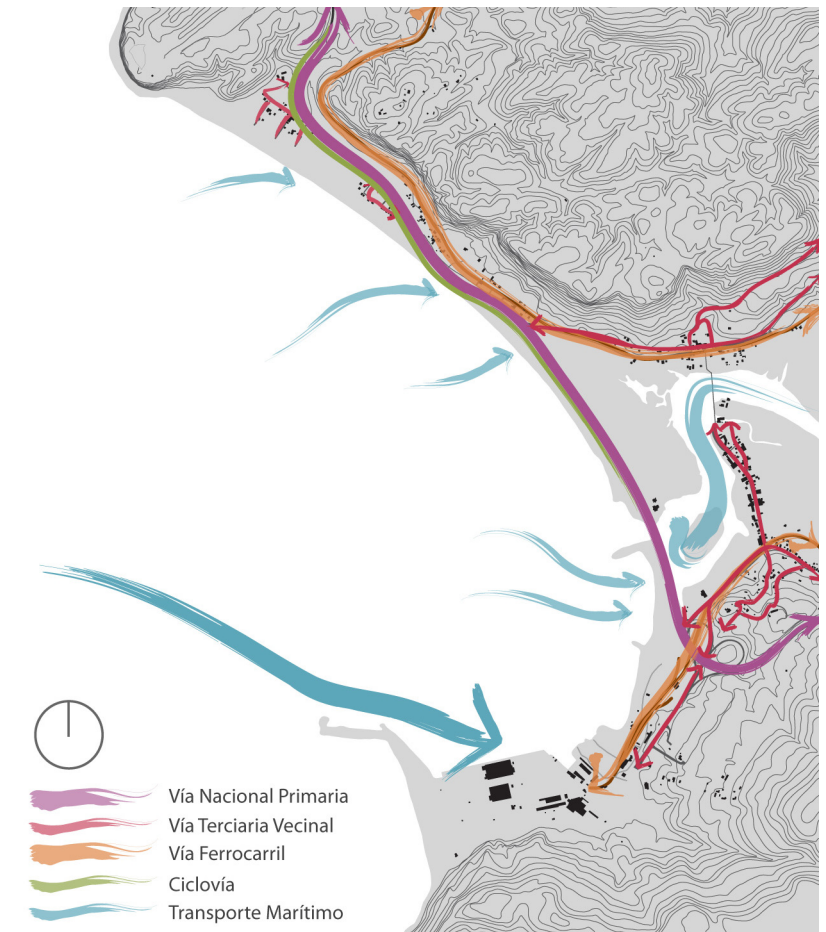 Vía Nacional Primaria
Vía Terciaria Vecinal
Vía Ferrocarril
Ciclovía
Transporte Marítimo